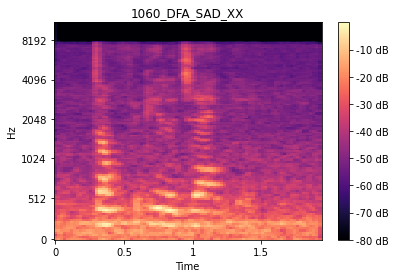 1060_DFA_SAD_XX
8192
4096
2048
1024
512
0
Hz
0
0.5
1
1.5
Time
-10 dB
-20 dB
-30 dB
-40 dB
-50 dB
-60 dB
-70 dB
-80 dB